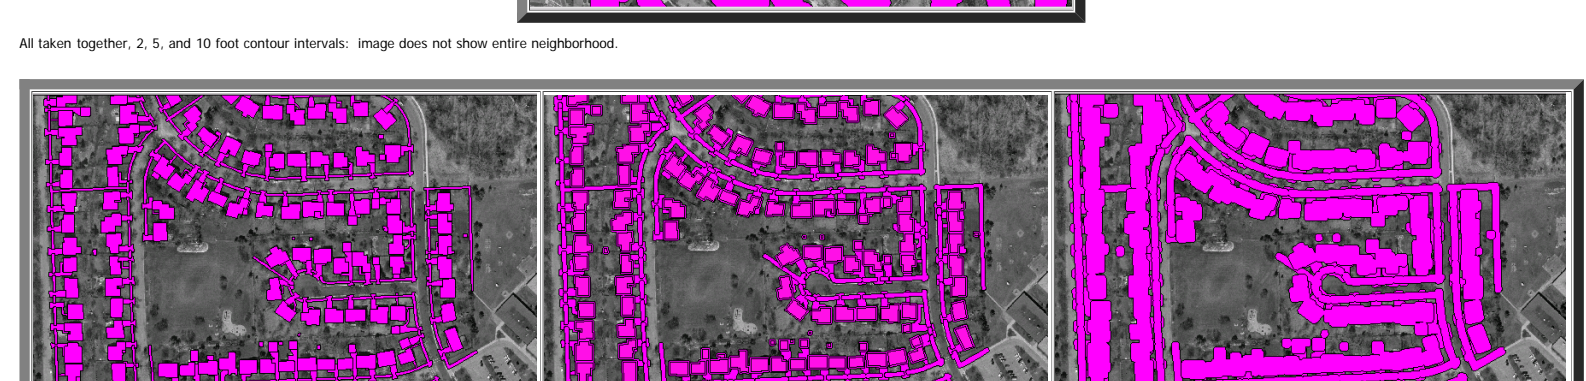 All taken together, 2, 5, and 10 foot contour intervals:  image does not show entire neighborhood.